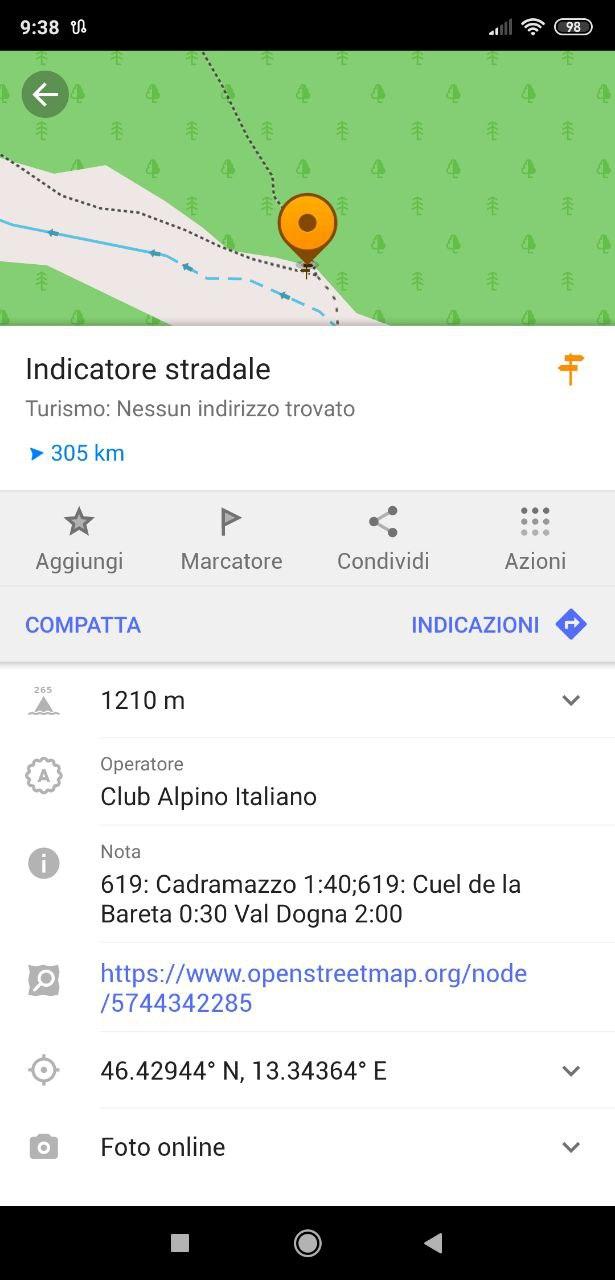 9:38
98
Indicatore stradale
Turismo: Nessun indirizzo trovato
305 km
Aggiungi
Marcatore
Condividi
Azioni
COMPATTA
INDICAZIONI
265
1210 m
Operatore
A
Club Alpino Italiano
Nota
619: Cadramazzo 1:40;619: Cuel de la
Bareta 0:30 Val Dogna 2:00
https://www.openstreetmap.org/node
/5744342285
46.42944° N, 13.34364° E
Foto online